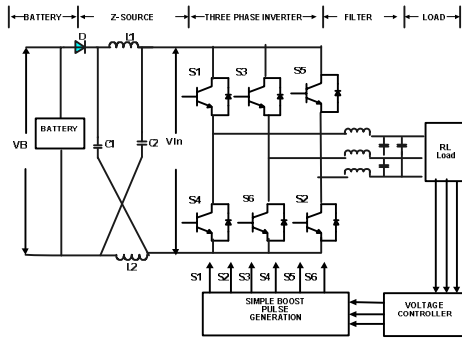 BATTERY Z-SOURCE THREE PHASE INVERTER FILTER LOAD
D L1
S1 S3 S5
VB BATTERY C1 C2 VIn
RL
Load
S4 S6 S2
L2
S1 S2 S3 S4 S5 S6
SIMPLE BOOST
PULSE
GENERATION
VOLTAGE
CONTROLLER